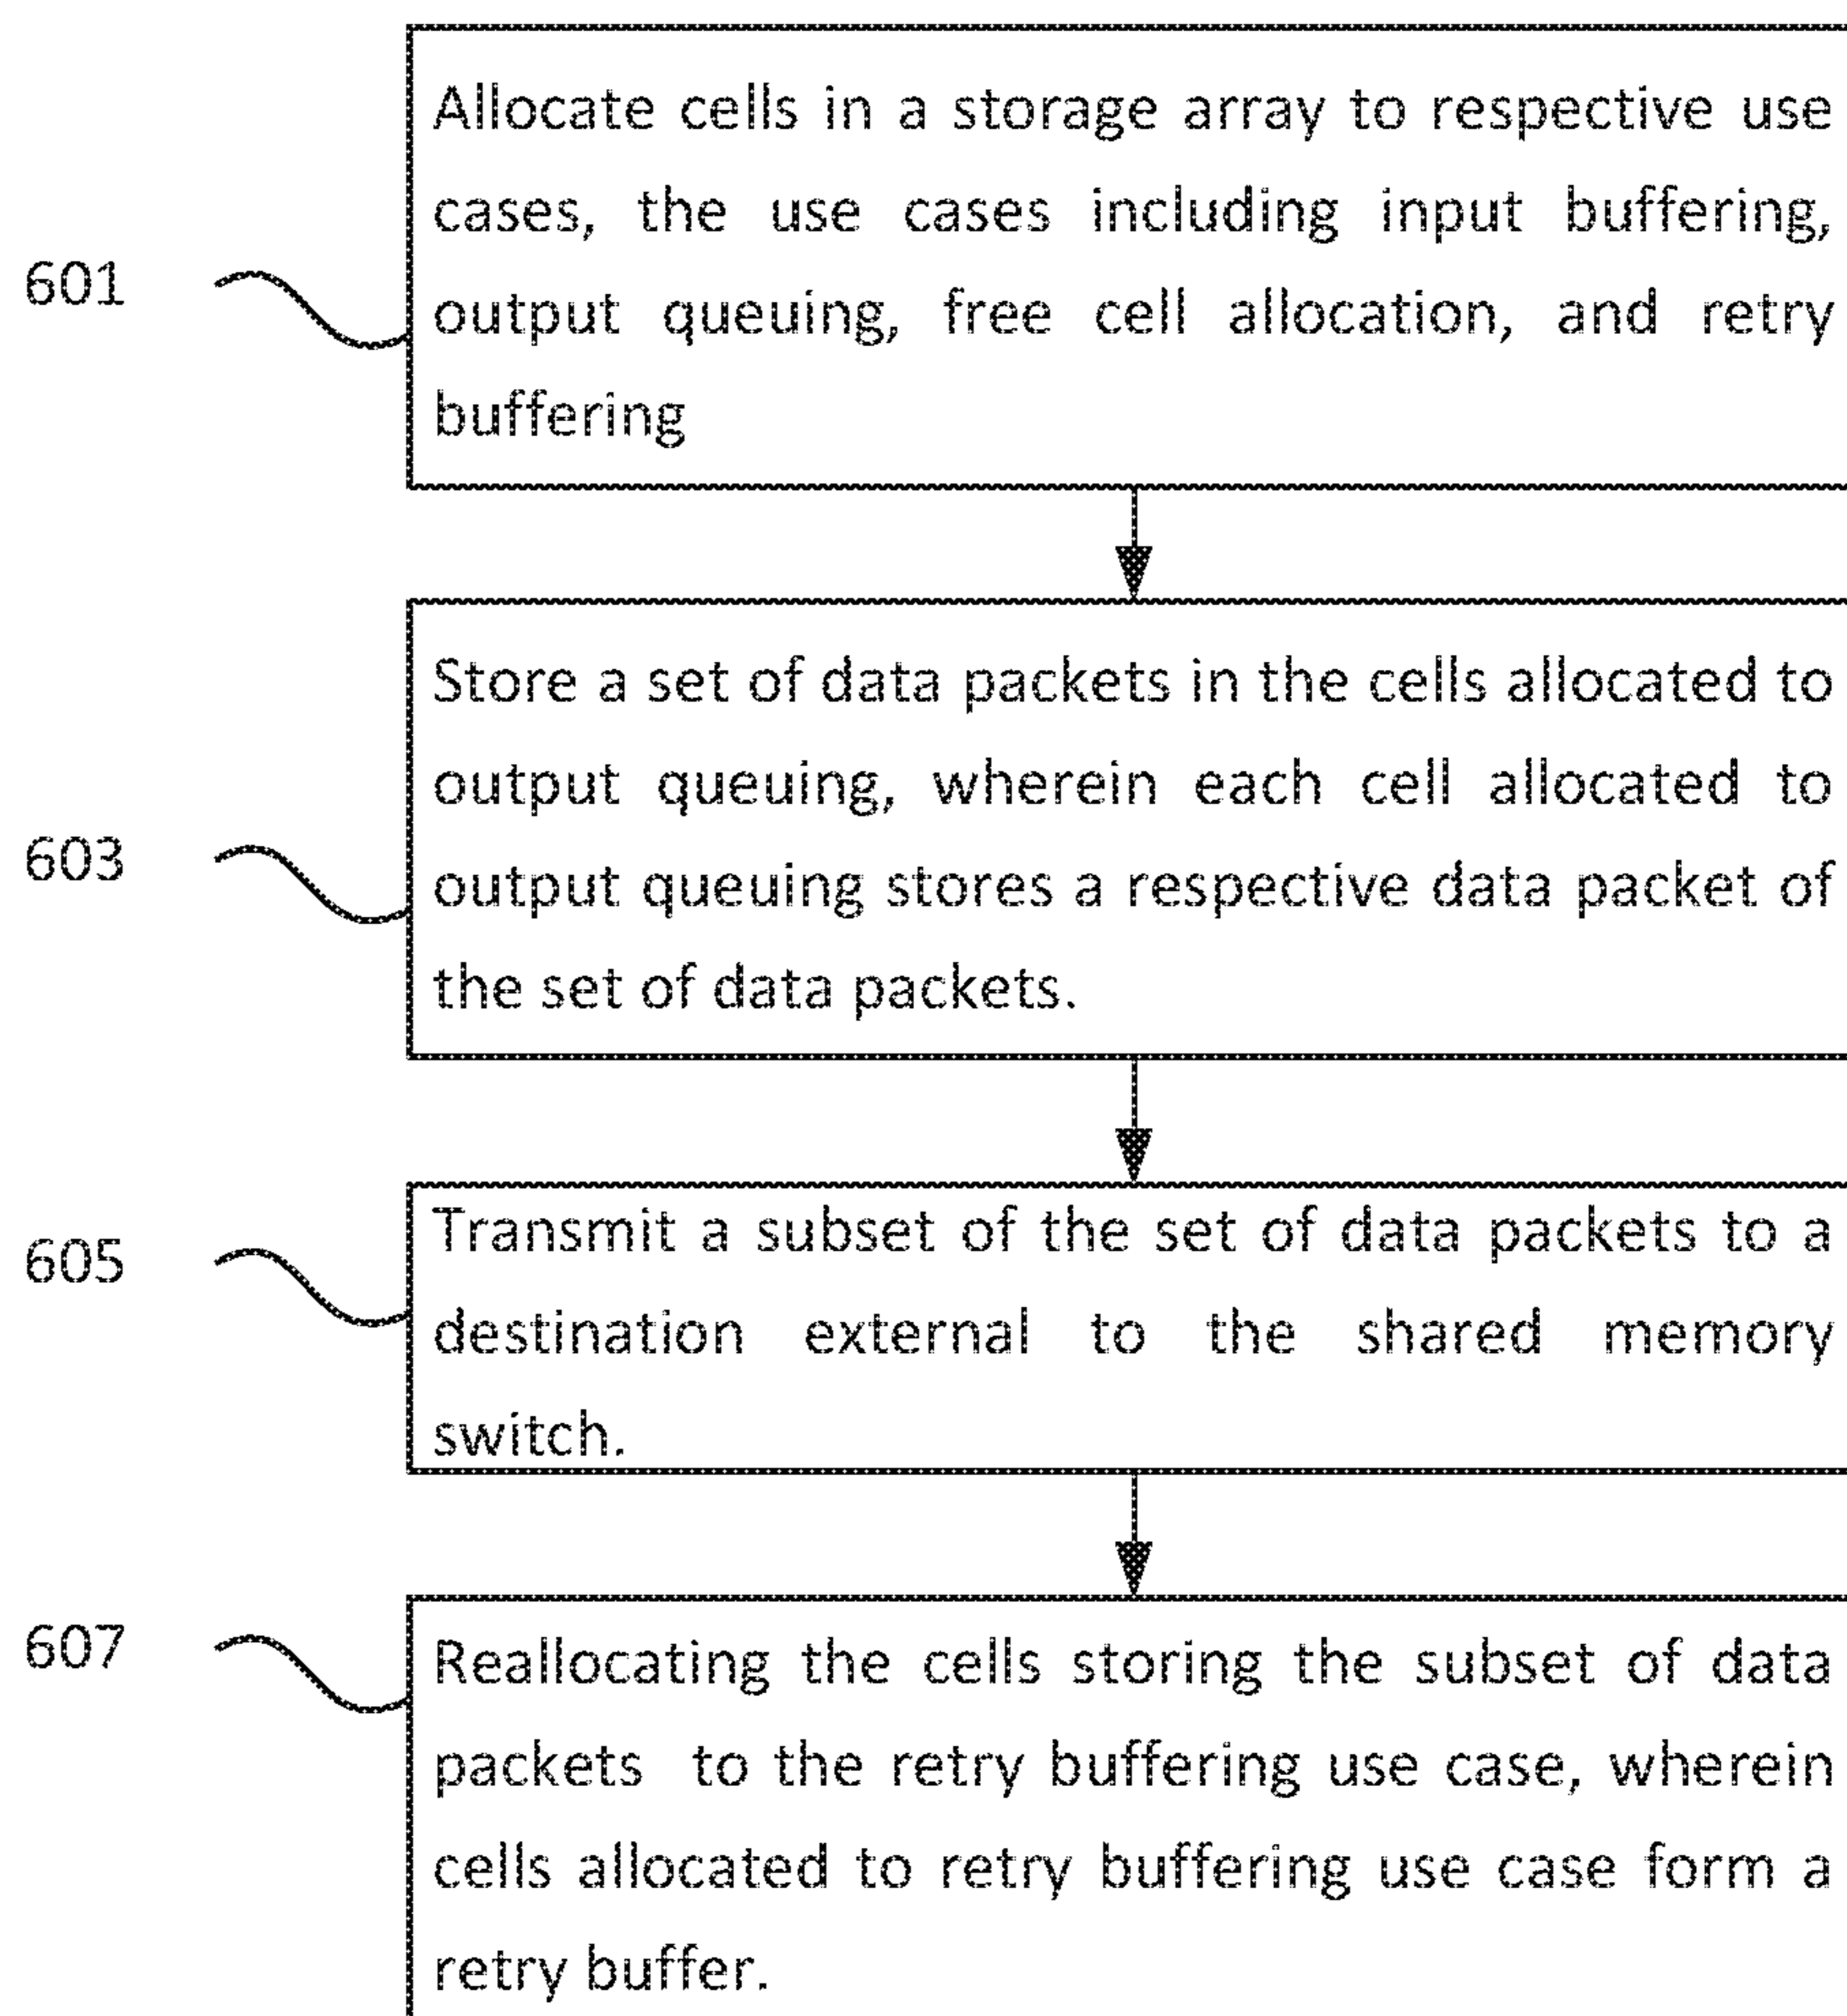 Allocate cells in a storage array to respective use
cases, the use cases including input buffering,
601
output queuing, free cell allocation, and retry
buffering
Store a set of data packets in the cells allocated to
output queuing, wherein each cell allocated to
603
output queuing stores a respective data packet of
the set of data packets.
605
Transmit a subset of the set of data packets to a
destination external to the shared memory
switch.
607
Reallocating the cells storing the subset of data
packets to the retry buffering use case, wherein
cells allocated to retry buffering use case form a
retry buffer.